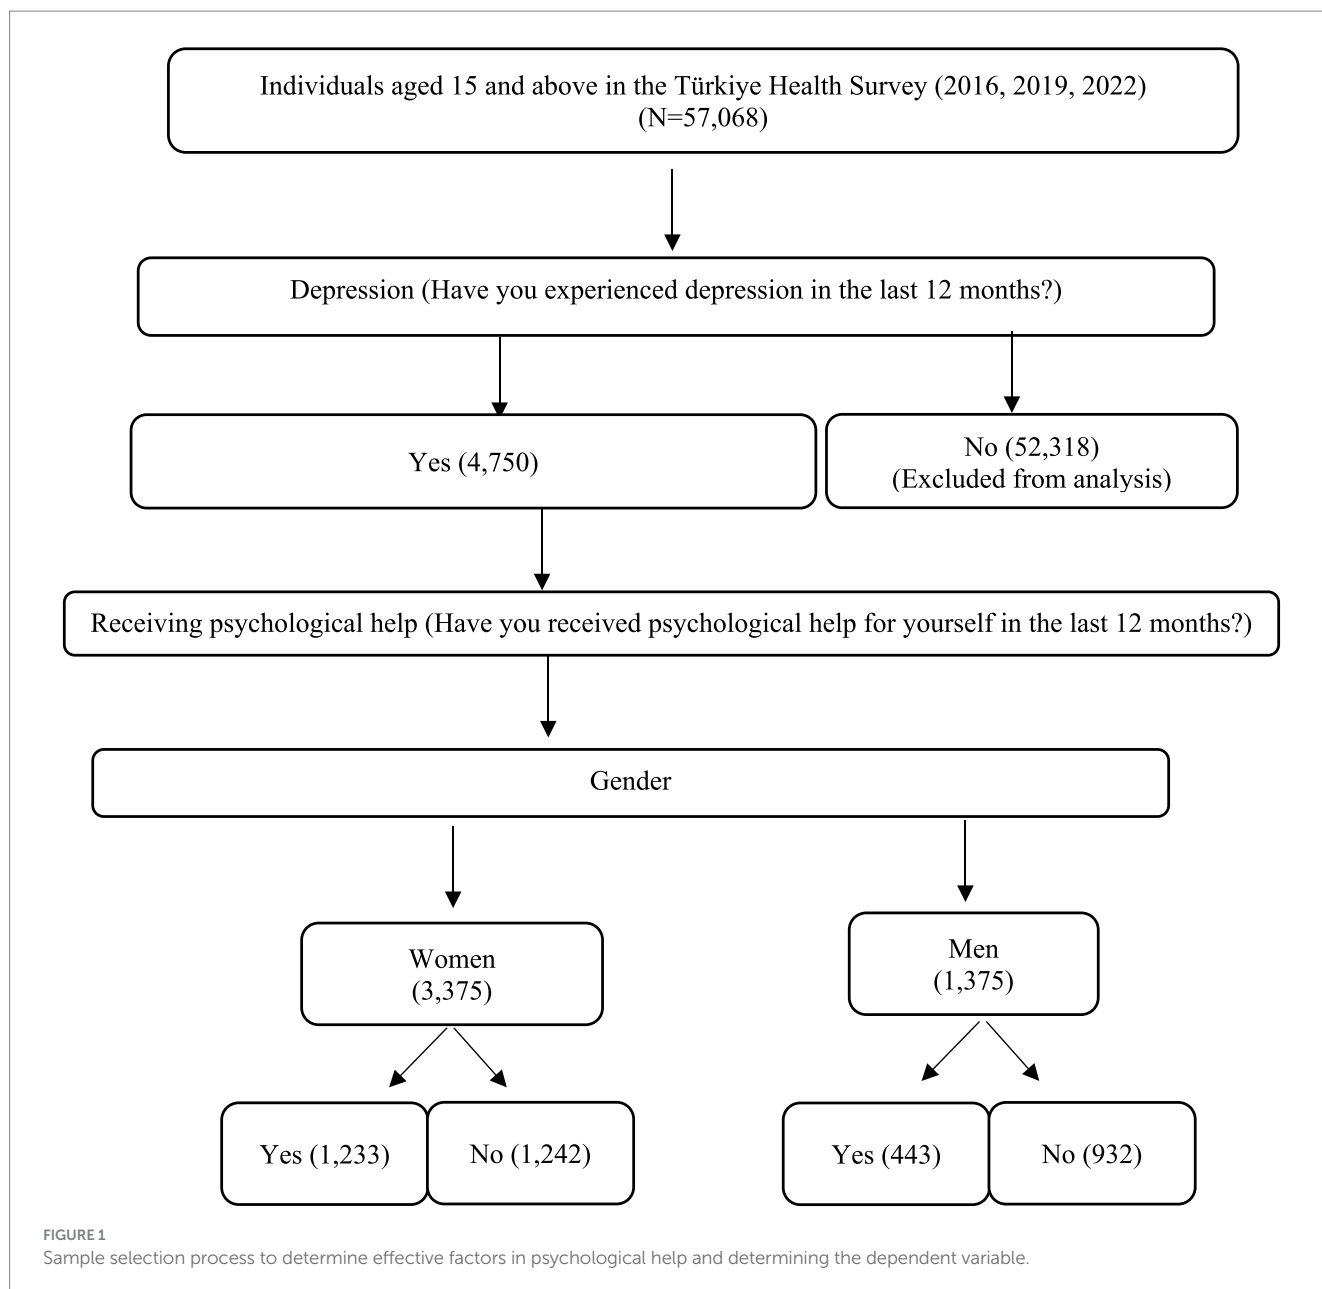 Individuals aged 15 and above in the Türkiye Health Survey (2016, 2019, 2022)
(N=57,068)
Depression (Have you experienced depression in the last 12 months?)
Yes (4,750)
No (52,318)
(Excluded from analysis)
Receiving psychological help (Have you received psychological help for yourself in the last 12 months?)
Gender
Women
(3,375)
Men
(1,375)
Yes (1,233)
No (1,242)
Yes (443)
No (932)
FIGURE 1
Sample selection process to determine effective factors in psychological help and determining the dependent variable.